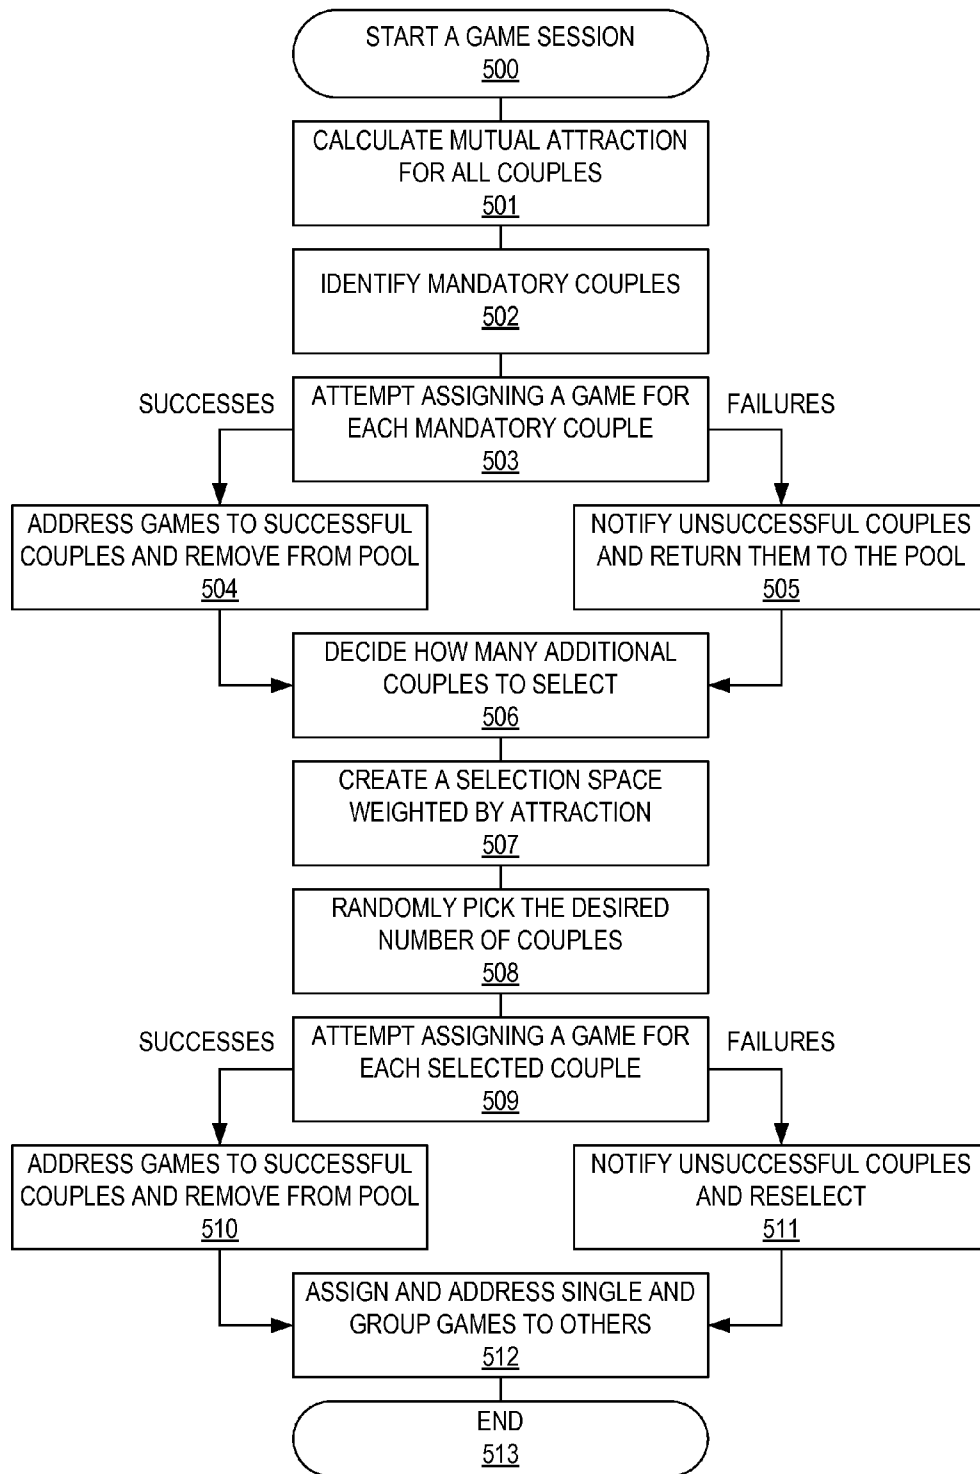 START A GAME SESSION
500
CALCULATE MUTUAL ATTRACTION
FOR ALL COUPLES
501
IDENTIFY MANDATORY COUPLES
502
SUCCESSES
ATTEMPT ASSIGNING A GAME FOR
EACH MANDATORY COUPLE
503
FAILURES
ADDRESS GAMES TO SUCCESSFUL
COUPLES AND REMOVE FROM POOL
504
NOTIFY UNSUCCESSFUL COUPLES
AND RETURN THEM TO THE POOL
505
DECIDE HOW MANY ADDITIONAL
COUPLES TO SELECT
506
CREATE A SELECTION SPACE
WEIGHTED BY ATTRACTION
507
RANDOMLY PICK THE DESIRED
NUMBER OF COUPLES
508
SUCCESSES
ATTEMPT ASSIGNING A GAME FOR
EACH SELECTED COUPLE
509
FAILURES
ADDRESS GAMES TO SUCCESSFUL
COUPLES AND REMOVE FROM POOL
510
NOTIFY UNSUCCESSFUL COUPLES
AND RESELECT
511
ASSIGN AND ADDRESS SINGLE AND
GROUP GAMES TO OTHERS
512
END
513